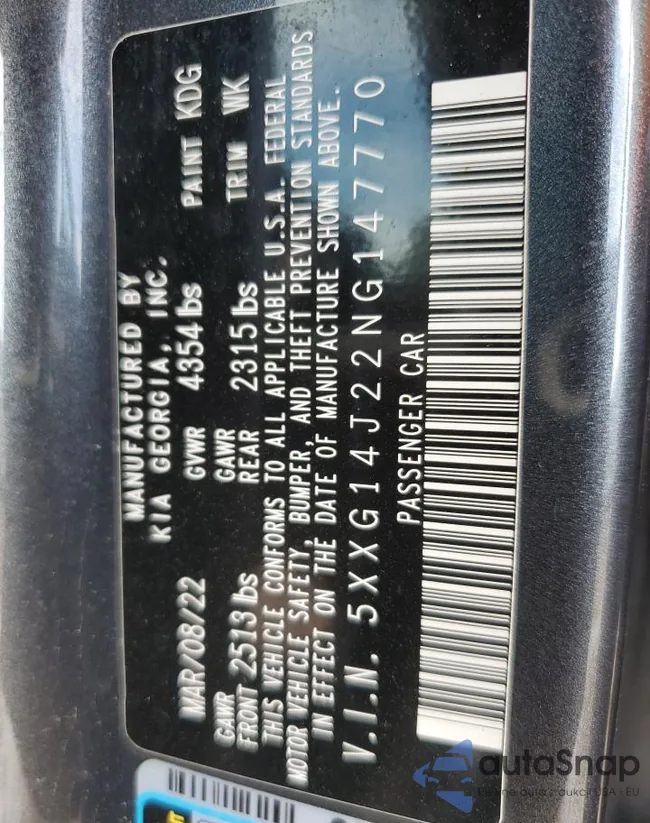 MANUFACTURED BY
KIA GEORGIA, INC.
MAR/08/22 GVWR 4354 lbs PAINT KDG
GAWR FRONT 2513 lbs GAWR REAR 2315 lbs TRIM WK
THIS VEHICLE CONFORMS TO ALL APPLICABLE U.S.A. FEDERAL
MOTOR VEHICLE SAFETY, BUMPER, AND THEFT PREVENTION STANDARDS
IN EFFECT ON THE DATE OF MANUFACTURE SHOWN ABOVE.
V.I.N. 5XXG14J22NG147770
PASSENGER CAR
autaSnap